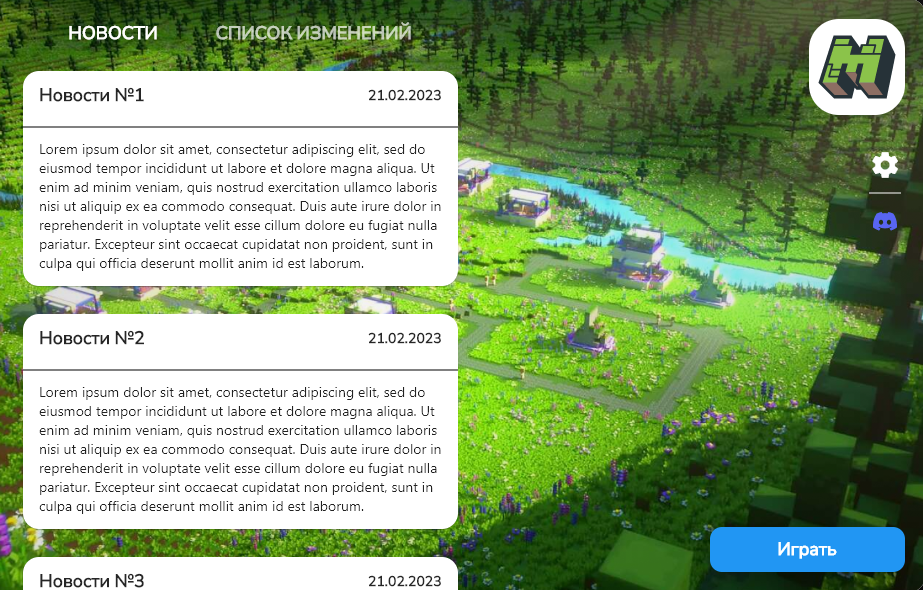 НОВОСТИ СПИСОК ИЗМЕНЕНИЙ
Новости №1 21.02.2023
Lorem ipsum dolor sit amet, consectetur adipiscing elit, sed do
eiusmod tempor incididunt ut labore et dolore magna aliqua. Ut
enim ad minim veniam, quis nostrud exercitation ullamco laboris
nisi ut aliquip ex ea commodo consequat. Duis aute irure dolor in
reprehenderit in voluptate velit esse cillum dolore eu fugiat nulla
pariatur. Excepteur sint occaecat cupidatat non proident, sunt in
culpa qui officia deserunt mollit anim id est laborum.
Новости №2 21.02.2023
Lorem ipsum dolor sit amet, consectetur adipiscing elit, sed do
eiusmod tempor incididunt ut labore et dolore magna aliqua. Ut
enim ad minim veniam, quis nostrud exercitation ullamco laboris
nisi ut aliquip ex ea commodo consequat. Duis aute irure dolor in
reprehenderit in voluptate velit esse cillum dolore eu fugiat nulla
pariatur. Excepteur sint occaecat cupidatat non proident, sunt in
culpa qui officia deserunt mollit anim id est laborum.
Новости №3 21.02.2023
Играть